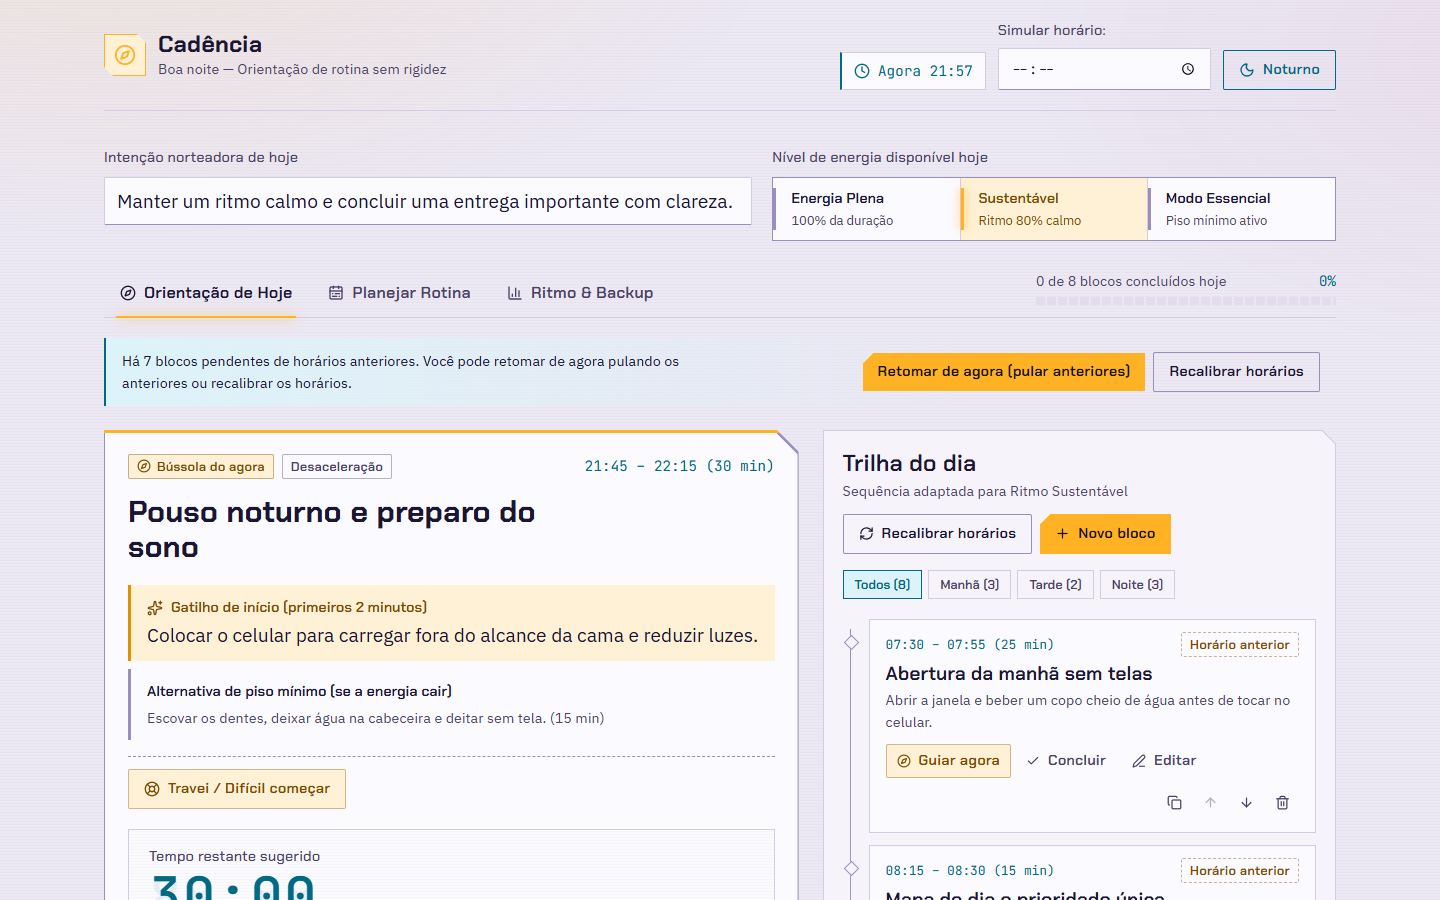 Cadência
Boa noite — Orientação de rotina sem rigidez
Agora 21:57
Simular horário:
--:--
Noturno
Intenção norteadora de hoje
Manter um ritmo calmo e concluir uma entrega importante com clareza.
Nível de energia disponível hoje
Energia Plena
100% da duração
Sustentável
Ritmo 80% calmo
Modo Essencial
Piso mínimo ativo
Orientação de Hoje
Planejar Rotina
Ritmo & Backup
0 de 8 blocos concluídos hoje
0%
Há 7 blocos pendentes de horários anteriores. Você pode retomar de agora pulando os
anteriores ou recalibrar os horários.
Retomar de agora (pular anteriores)
Recalibrar horários
Bússola do agora
Desaceleração
21:45 – 22:15 (30 min)
Pouso noturno e preparo do
sono
Gatilho de início (primeiros 2 minutos)
Colocar o celular para carregar fora do alcance da cama e reduzir luzes.
Alternativa de piso mínimo (se a energia cair)
Escovar os dentes, deixar água na cabeceira e deitar sem tela. (15 min)
Travei / Difícil começar
Tempo restante sugerido
30:00
Trilha do dia
Sequência adaptada para Ritmo Sustentável
Recalibrar horários
Novo bloco
Todos (8)
Manhã (3)
Tarde (2)
Noite (3)
07:30 – 07:55 (25 min)
Horário anterior
Abertura da manhã sem telas
Abrir a janela e beber um copo cheio de água antes de tocar no
celular.
Guiar agora
Concluir
Editar
08:15 – 08:30 (15 min)
Horário anterior
Mapa do dia e prioridade única